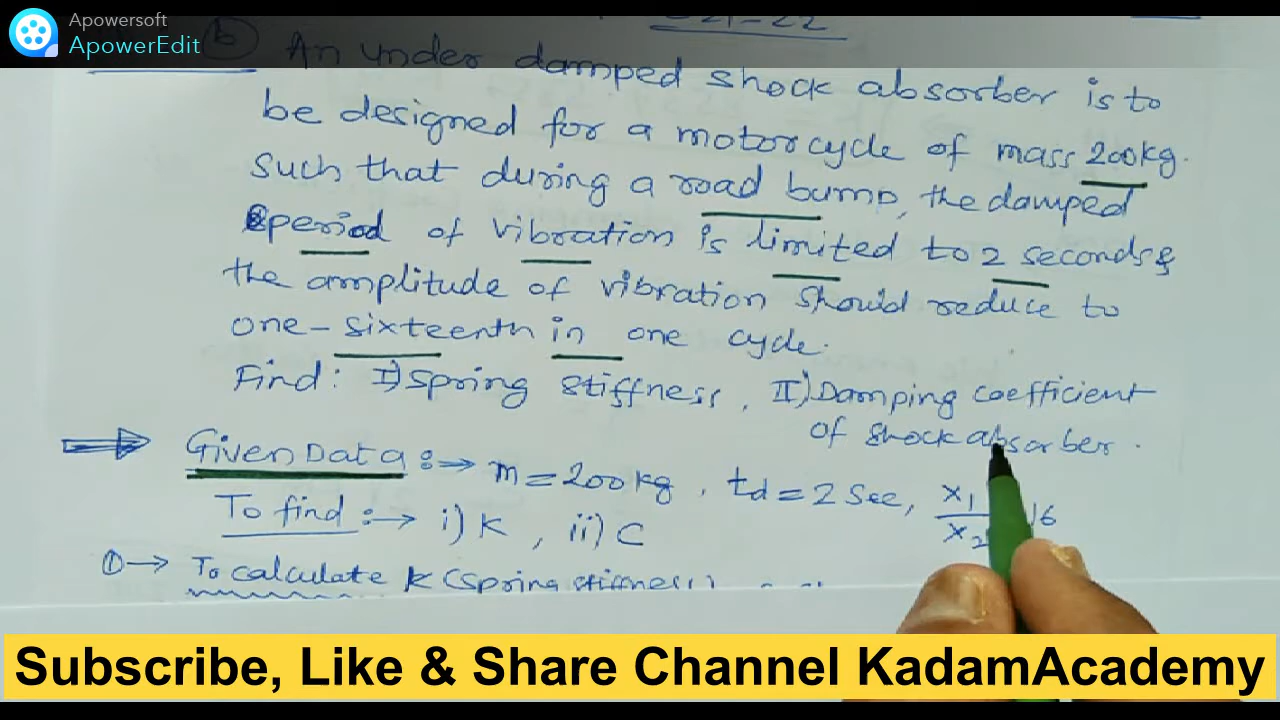 Apowersoft
ApowerEdit
b
An under damped shock absorber is to
be designed for a motorcycle of mass 200kg.
such that during a road bump, the damped
period of vibration is limited to 2 seconds &
the amplitude of vibration should reduce to
one-sixteenth in one cycle.
Find: I) Spring stiffness, II) Damping coefficient
of shock absorber.
Given Data :→ m = 200kg, td = 2 Sec, x1/x2 16
To find :→ i) K, ii) C
①→ To calculate K (spring stiffness)
Subscribe, Like & Share Channel KadamAcademy